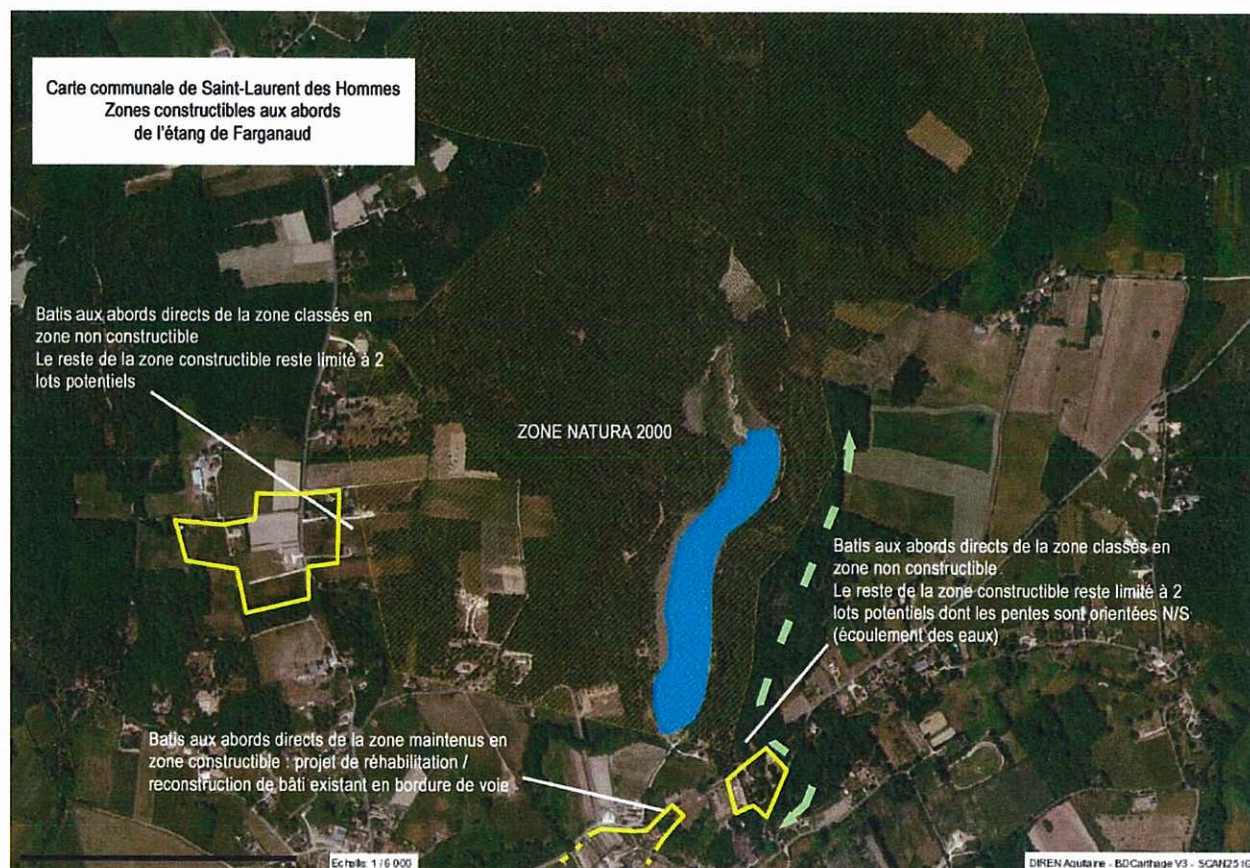 Carte communale de Saint-Laurent des Hommes
Zones constructibles aux abords
de l'étang de Farganaud
Batis aux abords directs de la zone classés en
zone non constructible
Le reste de la zone constructible reste limité à 2
lots potentiels
ZONE NATURA 2000
Batis aux abords directs de la zone classés en
zone non constructible
Le reste de la zone constructible reste limité à 2
lots potentiels dont les pentes sont orientées N/S
(écoulement des eaux)
Batis aux abords directs de la zone maintenus en
zone constructible : projet de réhabilitation /
reconstruction de bâti existant en bordure de voie
Echelle: 1 / 6 000
DIREN Aquitaine - BDCarthage V3 - SCAN25